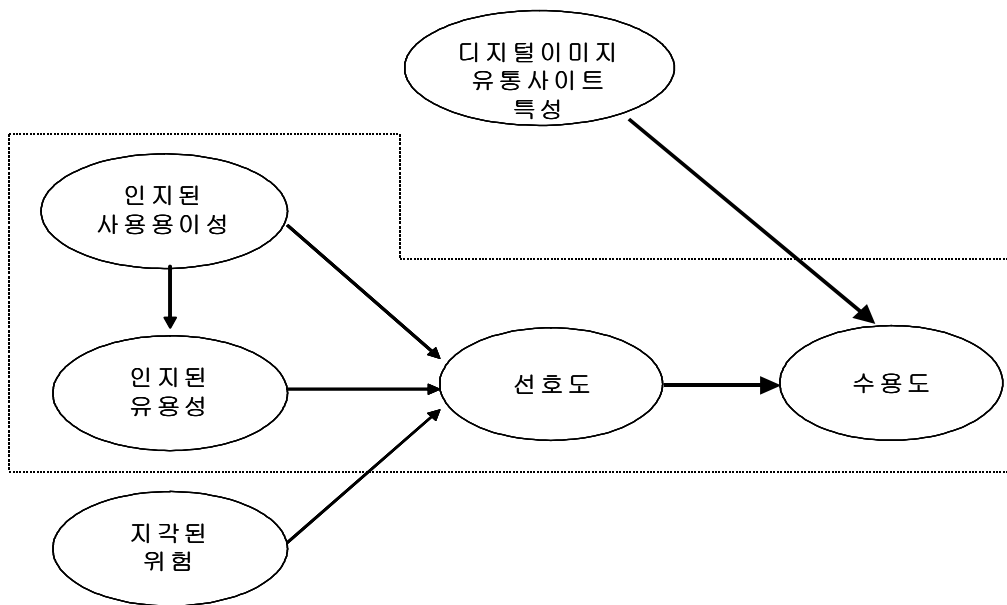 디지털이미지
유통사이트
특성
인지된
사용용이성
인지된
유용성
선호도
수용도
지각된
위험